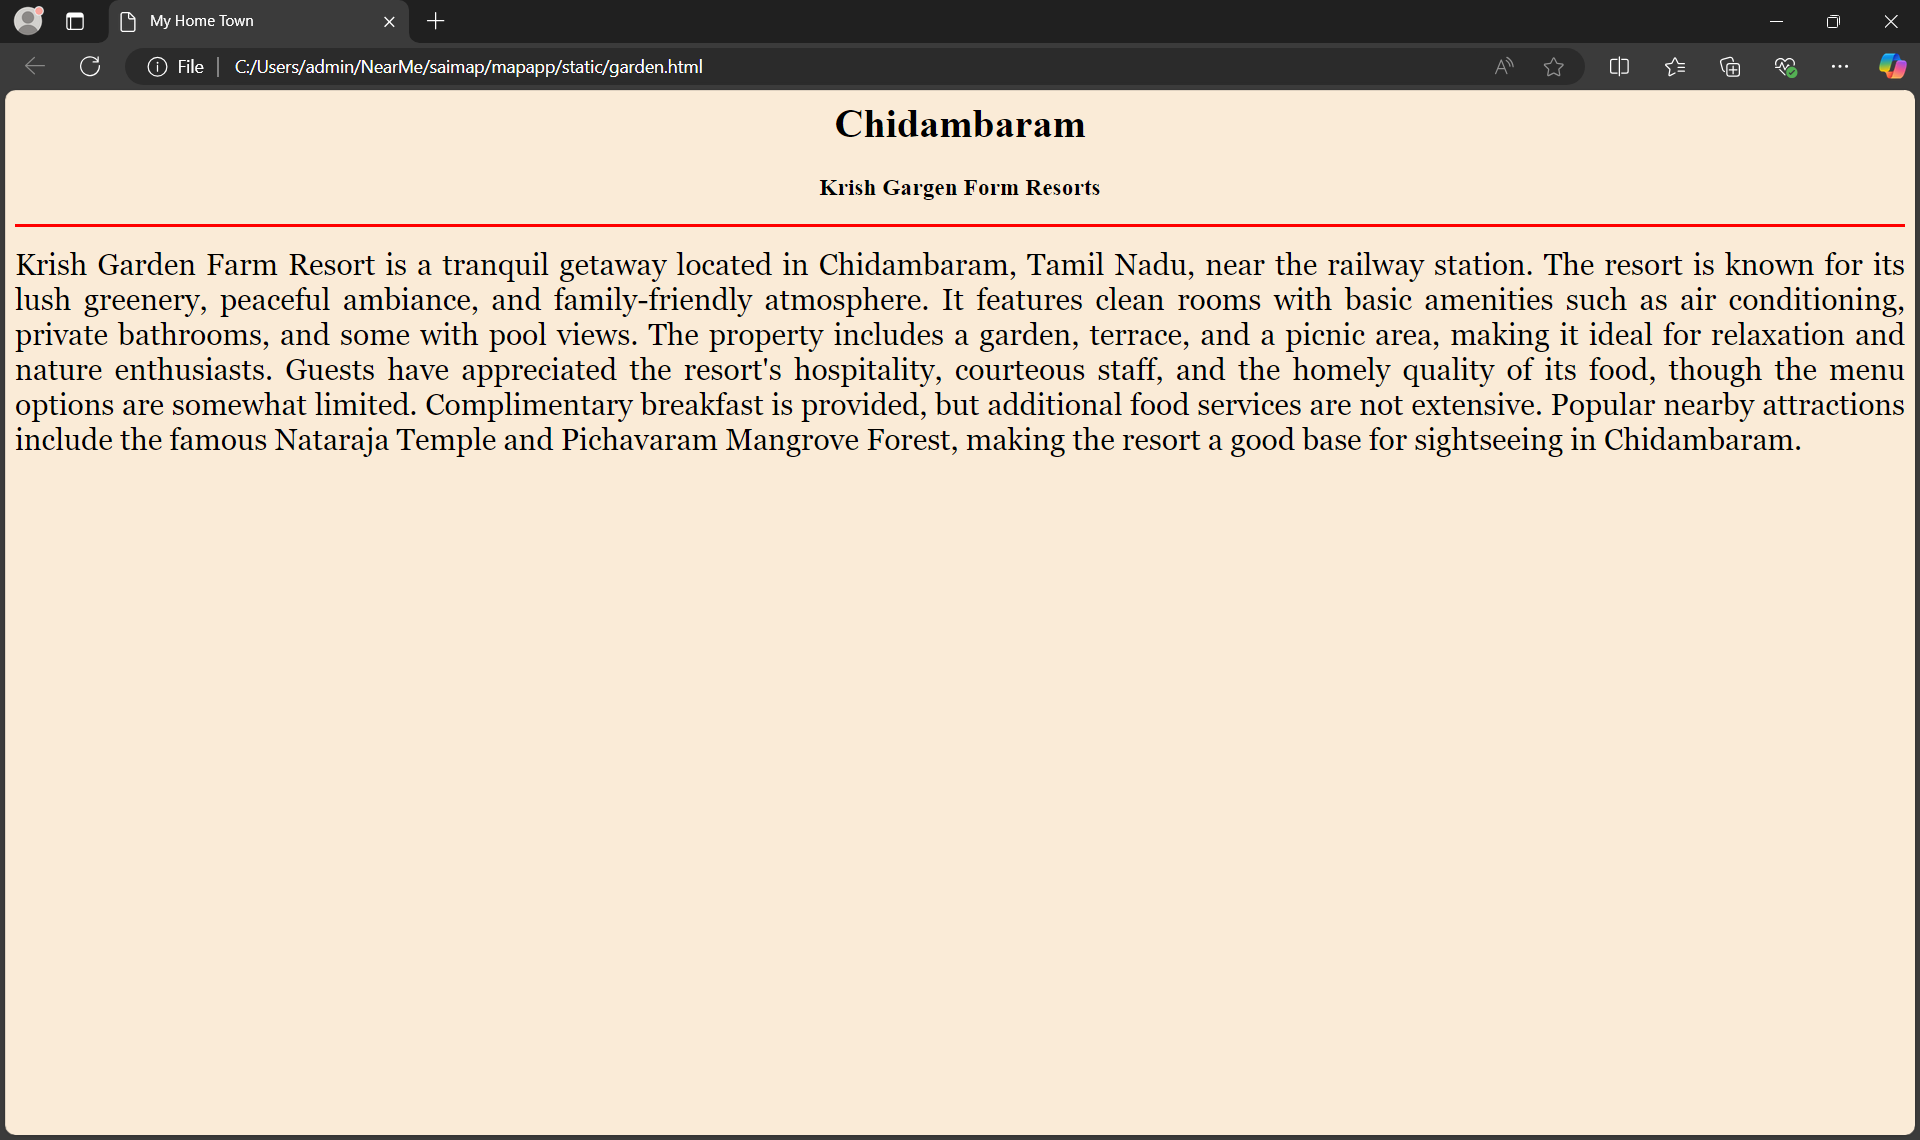 My Home Town
File
C:/Users/admin/NearMe/saimap/mapapp/static/garden.html
Chidambaram
Krish Gargen Form Resorts
Krish Garden Farm Resort is a tranquil getaway located in Chidambaram, Tamil Nadu, near the railway station. The resort is known for its
lush greenery, peaceful ambiance, and family-friendly atmosphere. It features clean rooms with basic amenities such as air conditioning,
private bathrooms, and some with pool views. The property includes a garden, terrace, and a picnic area, making it ideal for relaxation and
nature enthusiasts. Guests have appreciated the resort's hospitality, courteous staff, and the homely quality of its food, though the menu
options are somewhat limited. Complimentary breakfast is provided, but additional food services are not extensive. Popular nearby attractions
include the famous Nataraja Temple and Pichavaram Mangrove Forest, making the resort a good base for sightseeing in Chidambaram.